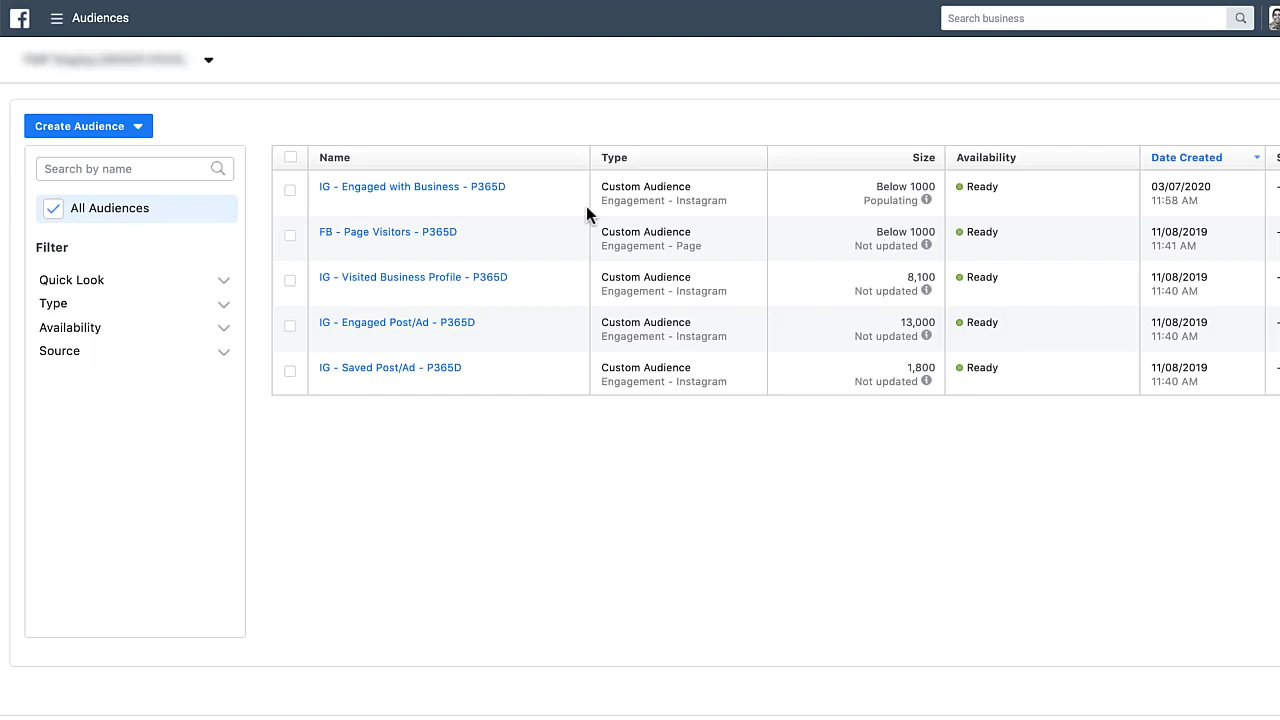 Audiences
Search business
Create Audience
Search by name
All Audiences
Filter
Quick Look
Type
Availability
Source
Name Type Size Availability Date Created
IG - Engaged with Business - P365D Custom Audience Below 1000 Ready 03/07/2020
Engagement - Instagram Populating 11:58 AM
FB - Page Visitors - P365D Custom Audience Below 1000 Ready 11/08/2019
Engagement - Page Not updated 11:41 AM
IG - Visited Business Profile - P365D Custom Audience 8,100 Ready 11/08/2019
Engagement - Instagram Not updated 11:40 AM
IG - Engaged Post/Ad - P365D Custom Audience 13,000 Ready 11/08/2019
Engagement - Instagram Not updated 11:40 AM
IG - Saved Post/Ad - P365D Custom Audience 1,800 Ready 11/08/2019
Engagement - Instagram Not updated 11:40 AM